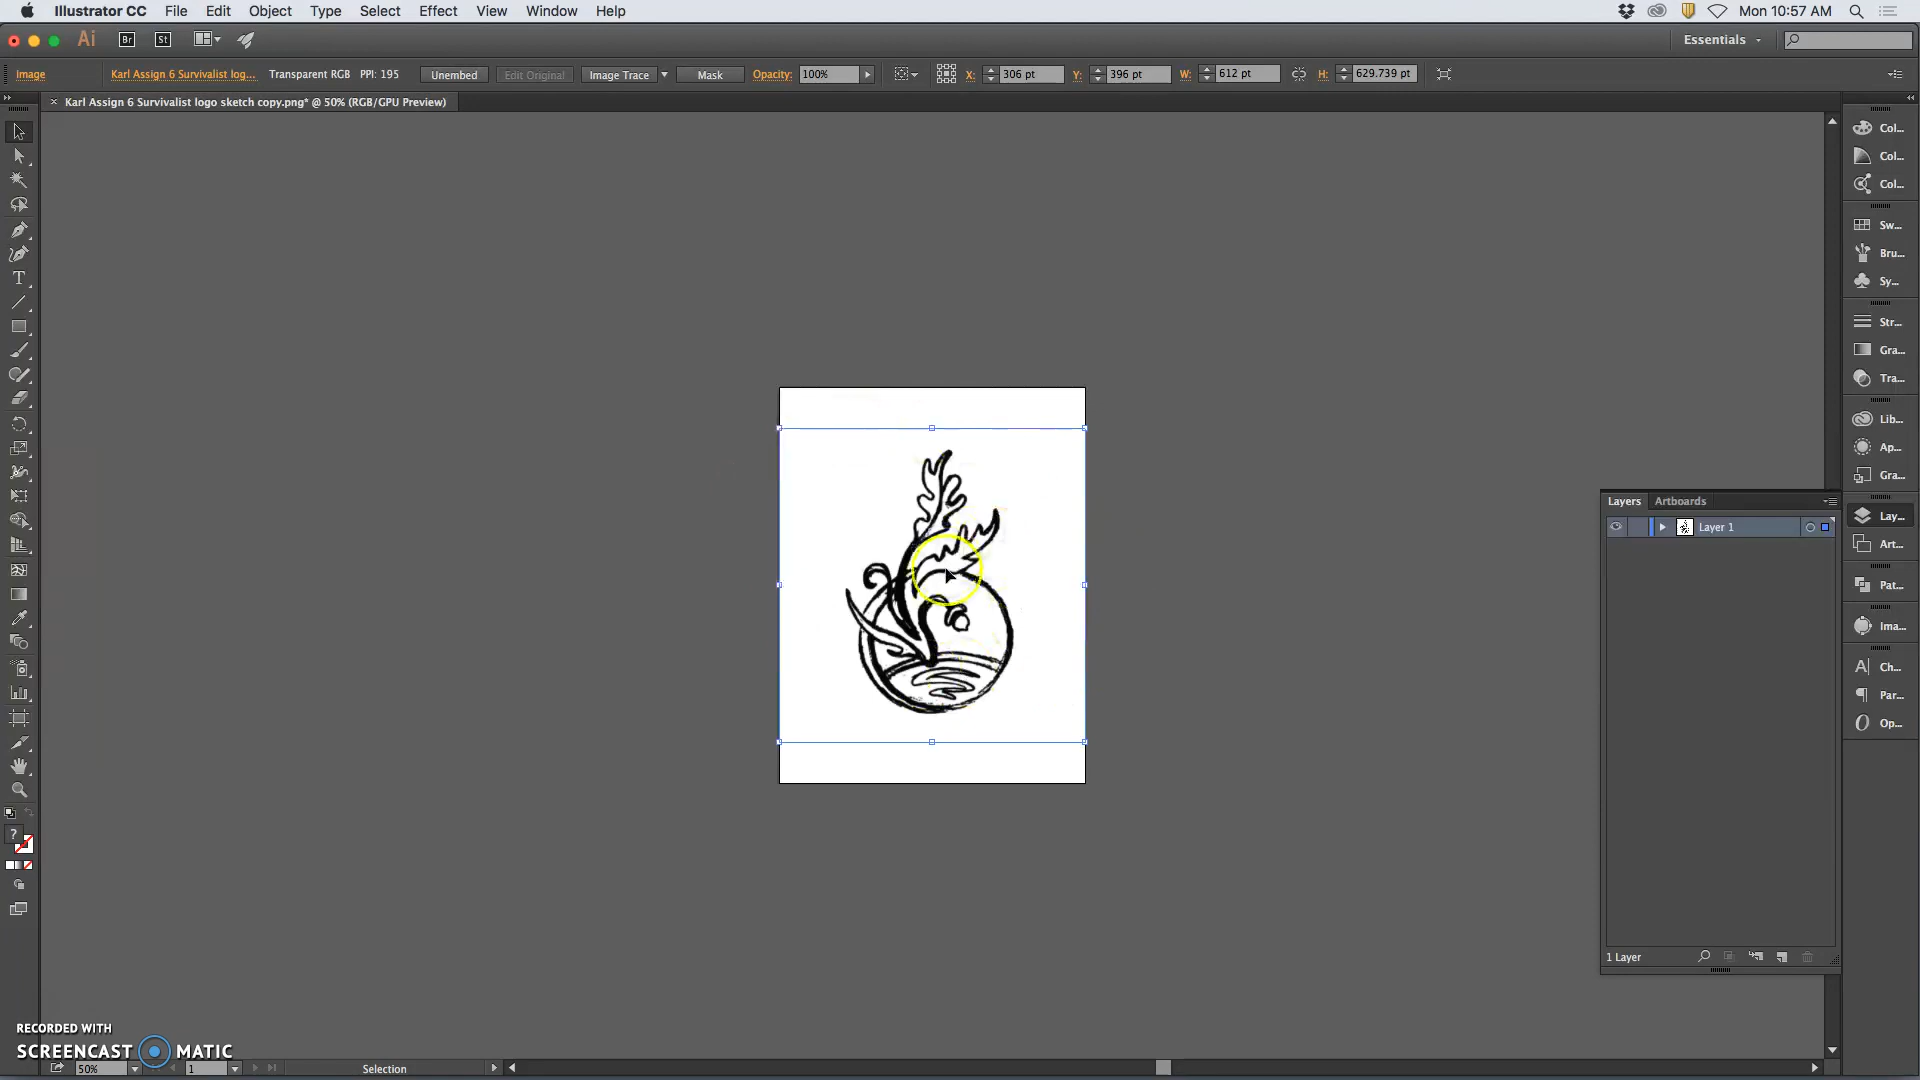 Illustrator CC File Edit Object Type Select Effect View Window Help Mon 10:57 AM
Ai Br St Essentials
Image Karl Assign 6 Survivalist log... Transparent RGB PPI: 195 Unembed Edit Original Image Trace Mask Opacity: 100% X: 306 pt Y: 396 pt W: 612 pt H: 629.739 pt
× Karl Assign 6 Survivalist logo sketch copy.png* @ 50% (RGB/GPU Preview)
Col...
Col...
Col...
Sw...
Bru...
Sy...
Str...
Gra...
Tra...
Lib...
Ap...
Gra...
Lay...
Art...
Pat...
Ima...
Ch...
Par...
Op...
Layers Artboards
Layer 1
1 Layer
RECORDED WITH
SCREENCAST MATIC
50% 1 Selection